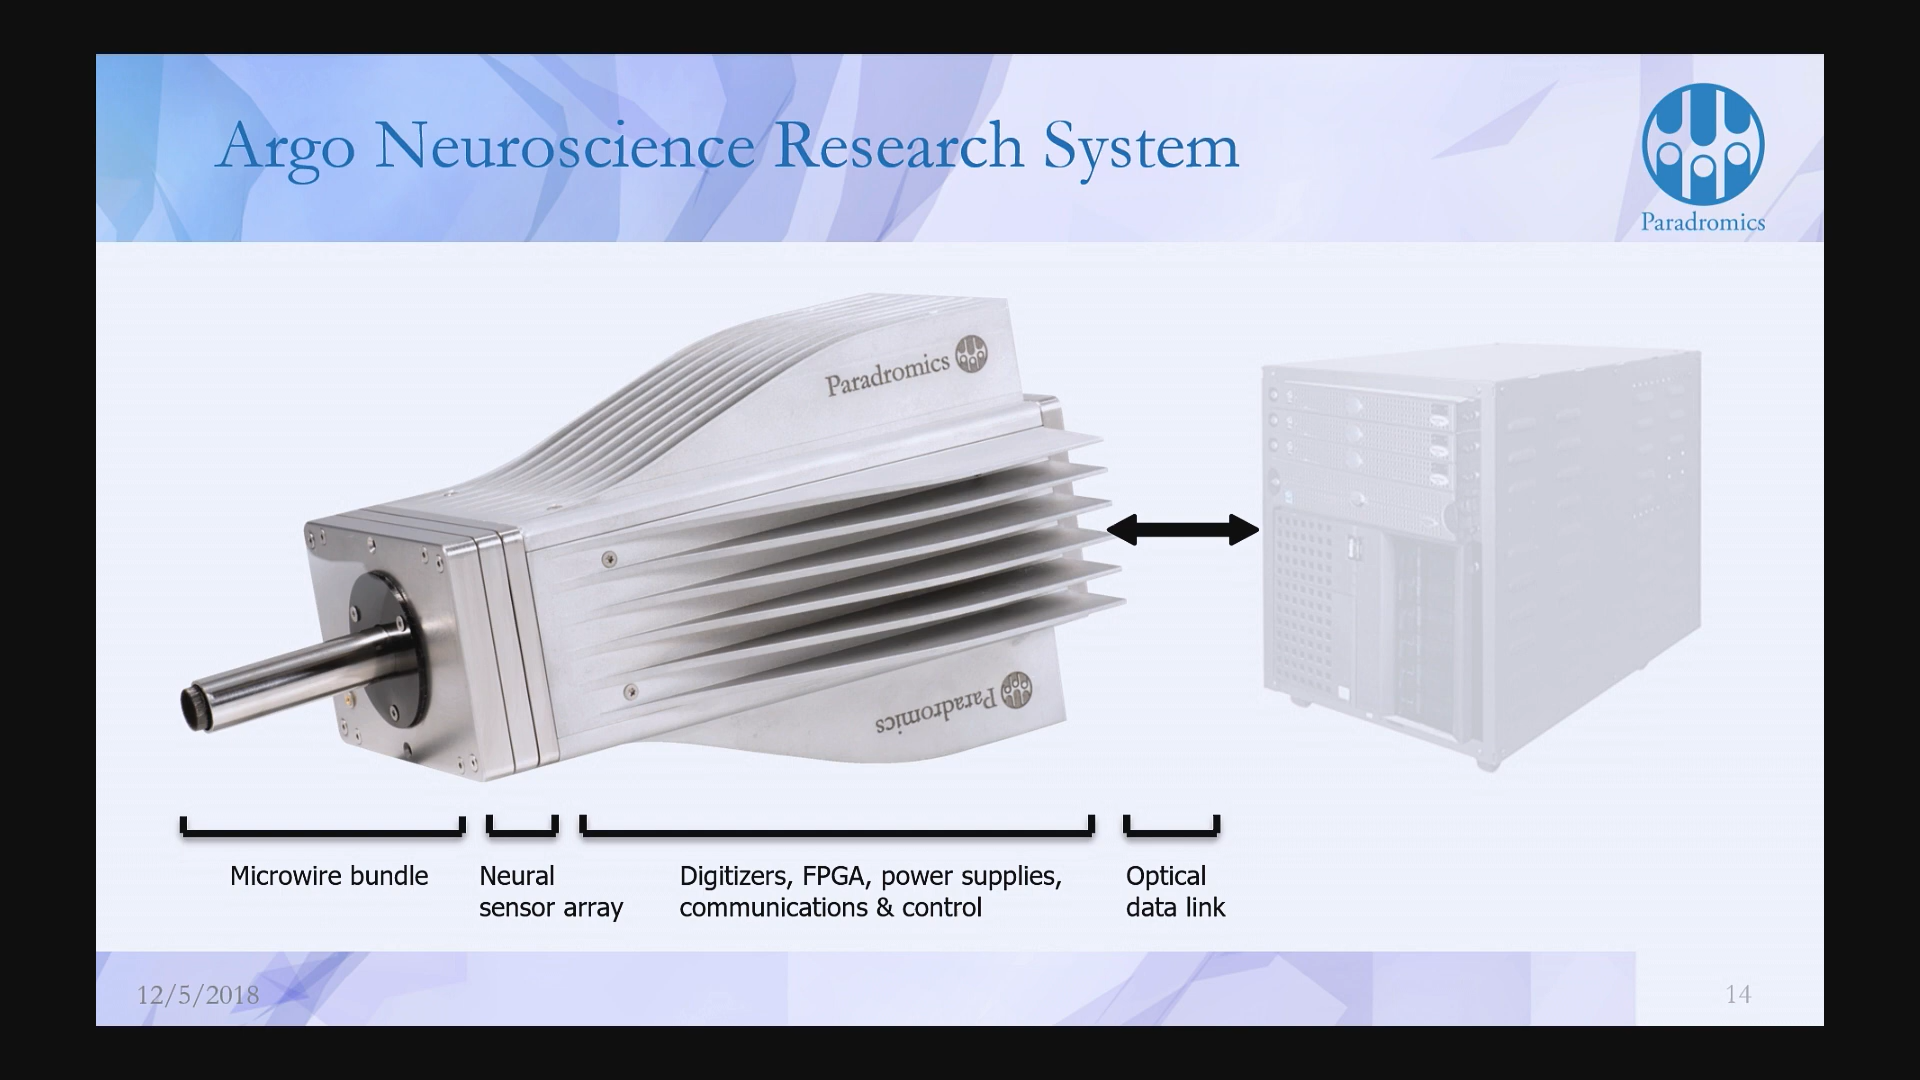 Argo Neuroscience Research System
Paradromics
Paradromics
Paradromics
Microwire bundle
Neural
sensor array
Digitizers, FPGA, power supplies,
communications & control
Optical
data link
12/5/2018
14